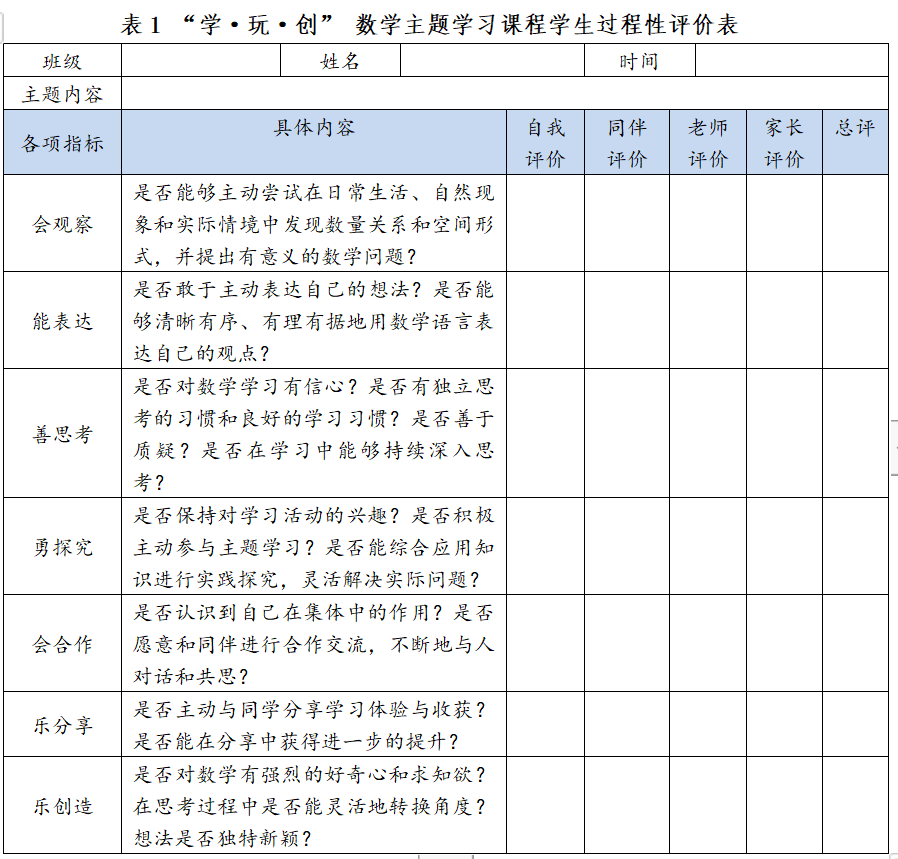 表1 “学·玩·创” 数学主题学习课程学生过程性评价表
班级 姓名 时间
主题内容
各项指标 具体内容 自我评价 同伴评价 老师评价 家长评价 总评
会观察
是否能够主动尝试在日常生活、自然现
象和实际情境中发现数量关系和空间形
式，并提出有意义的数学问题？
能表达
是否敢于主动表达自己的想法？是否能
够清晰有序、有理有据地用数学语言表
达自己的观点？
善思考
是否对数学学习有信心？是否有独立思
考的习惯和良好的学习习惯？是否善于
质疑？是否在学习中能够持续深入思
考？
勇探究
是否保持对学习活动的兴趣？是否积极
主动参与主题学习？是否能综合应用知
识进行实践探究，灵活解决实际问题？
会合作
是否认识到自己在集体中的作用？是否
愿意和同伴进行合作交流，不断地与人
对话和共思？
乐分享
是否主动与同学分享学习体验与收获？
是否能在分享中获得进一步的提升？
乐创造
是否对数学有强烈的好奇心和求知欲？
在思考过程中是否能灵活地转换角度？
想法是否独特新颖？